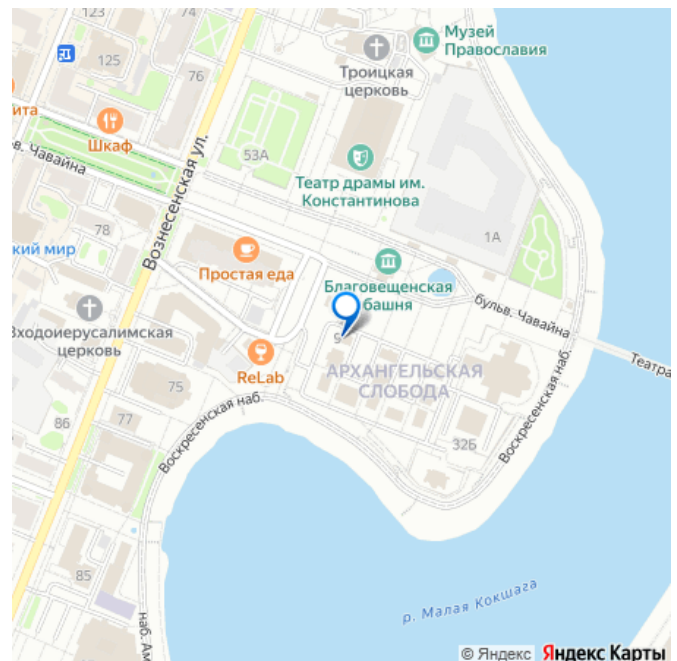 123
74
Музей
Православия
125
Троицкая
церковь
76
ита
Шкаф
53А
в. Чавайна
Вознесенская ул.
Театр драмы им.
Константинова
1А
78
кий мир
Простая еда
Благовещенская
башня
бульв. Чавайна
Входоиерусалимская
церковь
9
Театра
ReLab
АРХАНГЕЛЬСКАЯ
СЛОБОДА
75
77
86
Воскресенская наб.
Воскресенская наб.
32Б
85
р. Малая Кокшага
наб. Ам
© Яндекс Яндекс Карты